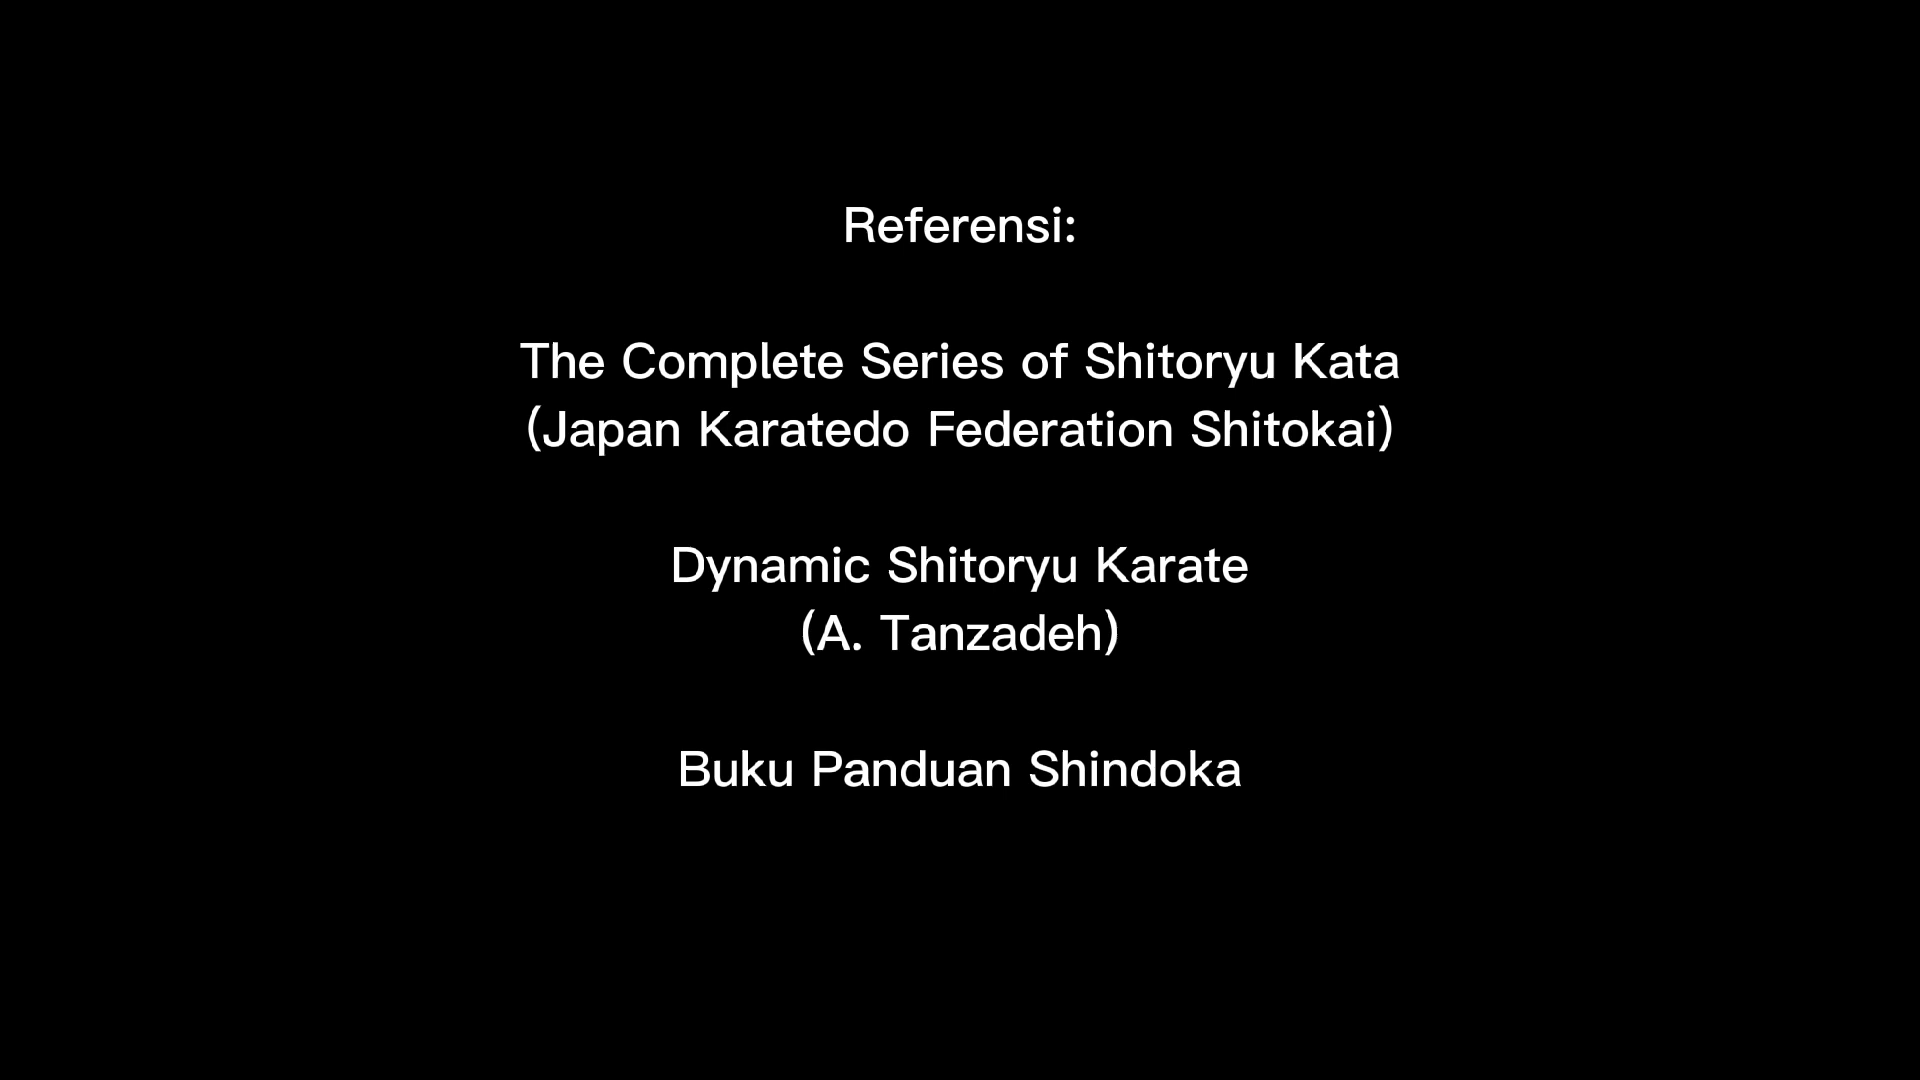 Referensi:
The Complete Series of Shitoryu Kata
(Japan Karatedo Federation Shitokai)
Dynamic Shitoryu Karate
(A. Tanzadeh)
Buku Panduan Shindoka